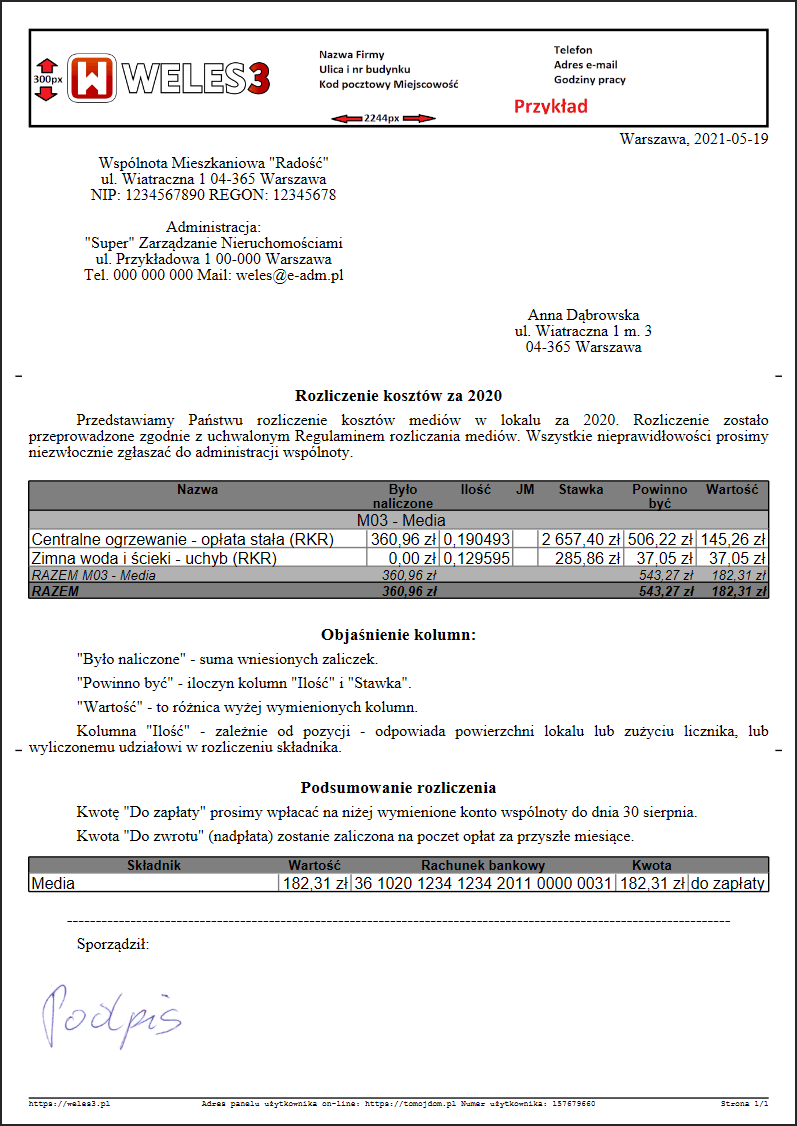 300px
WELES3
Nazwa Firmy
Ulica i nr budynku
Kod pocztowy Miejscowość
2244px
Telefon
Adres e-mail
Godziny pracy
Przykład
Warszawa, 2021-05-19
Wspólnota Mieszkaniowa "Radość"
ul. Wiatraczna 1 04-365 Warszawa
NIP: 1234567890 REGON: 12345678
Administracja:
"Super" Zarządzanie Nieruchomościami
ul. Przykładowa 1 00-000 Warszawa
Tel. 000 000 000 Mail: weles@e-adm.pl
Anna Dąbrowska
ul. Wiatraczna 1 m. 3
04-365 Warszawa
Rozliczenie kosztów za 2020
Przedstawiamy Państwu rozliczenie kosztów mediów w lokalu za 2020. Rozliczenie zostało
przeprowadzone zgodnie z uchwalonym Regulaminem rozliczania mediów. Wszystkie nieprawidłowości prosimy
niezwłocznie zgłaszać do administracji wspólnoty.
Nazwa Było naliczone Ilość JM Stawka Powinno być Wartość
M03 - Media
Centralne ogrzewanie - opłata stała (RKR) 360,96 zł 0,190493 2 657,40 zł 506,22 zł 145,26 zł
Zimna woda i ścieki - uchyb (RKR) 0,00 zł 0,129595 285,86 zł 37,05 zł 37,05 zł
RAZEM M03 - Media 360,96 zł 543,27 zł 182,31 zł
RAZEM 360,96 zł 543,27 zł 182,31 zł
Objaśnienie kolumn:
"Było naliczone" - suma wniesionych zaliczek.
"Powinno być" - iloczyn kolumn "Ilość" i "Stawka".
"Wartość" - to różnica wyżej wymienionych kolumn.
Kolumna "Ilość" - zależnie od pozycji - odpowiada powierzchni lokalu lub zużyciu licznika, lub
wyliczonemu udziałowi w rozliczeniu składnika.
Podsumowanie rozliczenia
Kwotę "Do zapłaty" prosimy wpłacać na niżej wymienione konto wspólnoty do dnia 30 sierpnia.
Kwota "Do zwrotu" (nadpłata) zostanie zaliczona na poczet opłat za przyszłe miesiące.
Składnik Wartość Rachunek bankowy Kwota
Media 182,31 zł 36 1020 1234 1234 2011 0000 0031 182,31 zł do zapłaty
Sporządził:
Podpis
https://weles3.pl Adres panelu użytkownika on-line: https://tomojdom.pl Numer użytkownika: 157679660 Strona 1/1